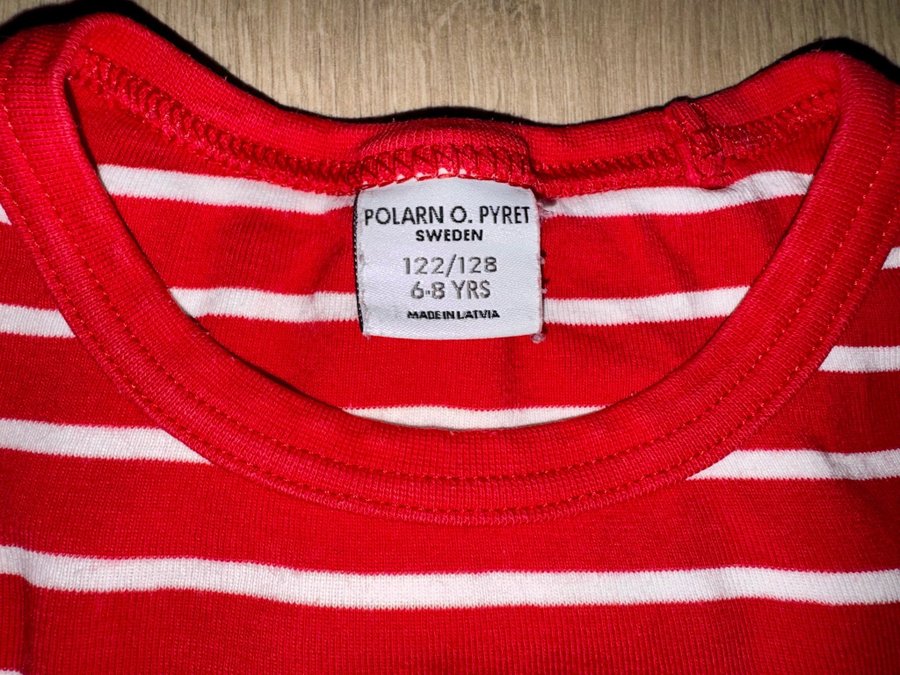 POLARN O. PYRET
SWEDEN
122/128
6-8 YRS
MADE IN LATVIA